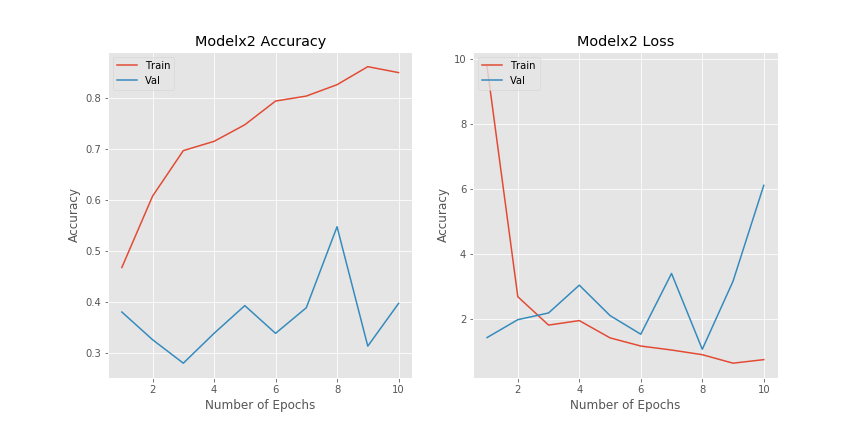 Modelx2 Accuracy
Train
Val
Accuracy
0.8
0.7
0.6
0.5
0.4
0.3
2 4 6 8 10
Number of Epochs
Modelx2 Loss
Train
Val
Accuracy
10
8
6
4
2
2 4 6 8 10
Number of Epochs